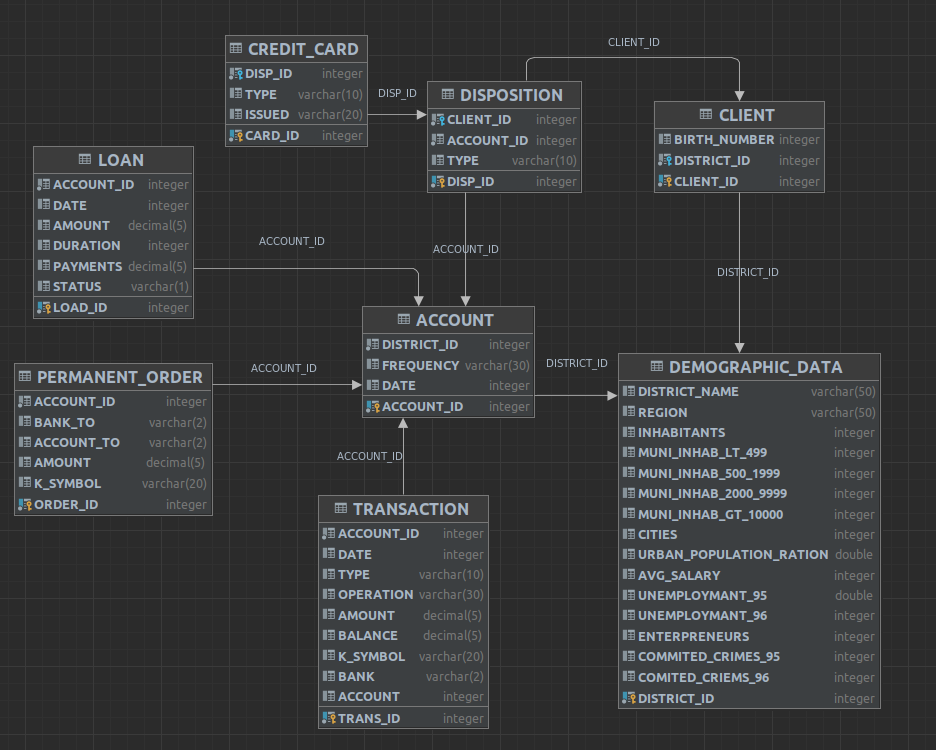 CLIENT_ID
CREDIT_CARD
DISP_ID integer
TYPE varchar(10)
ISSUED varchar(20)
CARD_ID integer
DISP_ID
DISPOSITION
CLIENT_ID integer
ACCOUNT_ID integer
TYPE varchar(10)
DISP_ID integer
CLIENT
BIRTH_NUMBER integer
DISTRICT_ID integer
CLIENT_ID integer
LOAN
ACCOUNT_ID integer
DATE integer
AMOUNT decimal(5)
DURATION integer
PAYMENTS decimal(5)
STATUS varchar(1)
LOAD_ID integer
ACCOUNT_ID
ACCOUNT_ID
DISTRICT_ID
ACCOUNT
DISTRICT_ID integer
FREQUENCY varchar(30)
DATE integer
ACCOUNT_ID integer
DISTRICT_ID
PERMANENT_ORDER
ACCOUNT_ID integer
BANK_TO varchar(2)
ACCOUNT_TO varchar(2)
AMOUNT decimal(5)
K_SYMBOL varchar(20)
ORDER_ID integer
ACCOUNT_ID
DEMOGRAPHIC_DATA
DISTRICT_NAME varchar(50)
REGION varchar(50)
INHABITANTS integer
MUNI_INHAB_LT_499 integer
MUNI_INHAB_500_1999 integer
MUNI_INHAB_2000_9999 integer
MUNI_INHAB_GT_10000 integer
CITIES integer
URBAN_POPULATION_RATION double
AVG_SALARY integer
UNEMPLOYMANT_95 double
UNEMPLOYMANT_96 integer
ENTERPRENEURS integer
COMMITED_CRIMES_95 integer
COMITED_CRIEMS_96 integer
DISTRICT_ID integer
ACCOUNT_ID
TRANSACTION
ACCOUNT_ID integer
DATE integer
TYPE varchar(10)
OPERATION varchar(30)
AMOUNT decimal(5)
BALANCE decimal(5)
K_SYMBOL varchar(20)
BANK varchar(2)
ACCOUNT integer
TRANS_ID integer